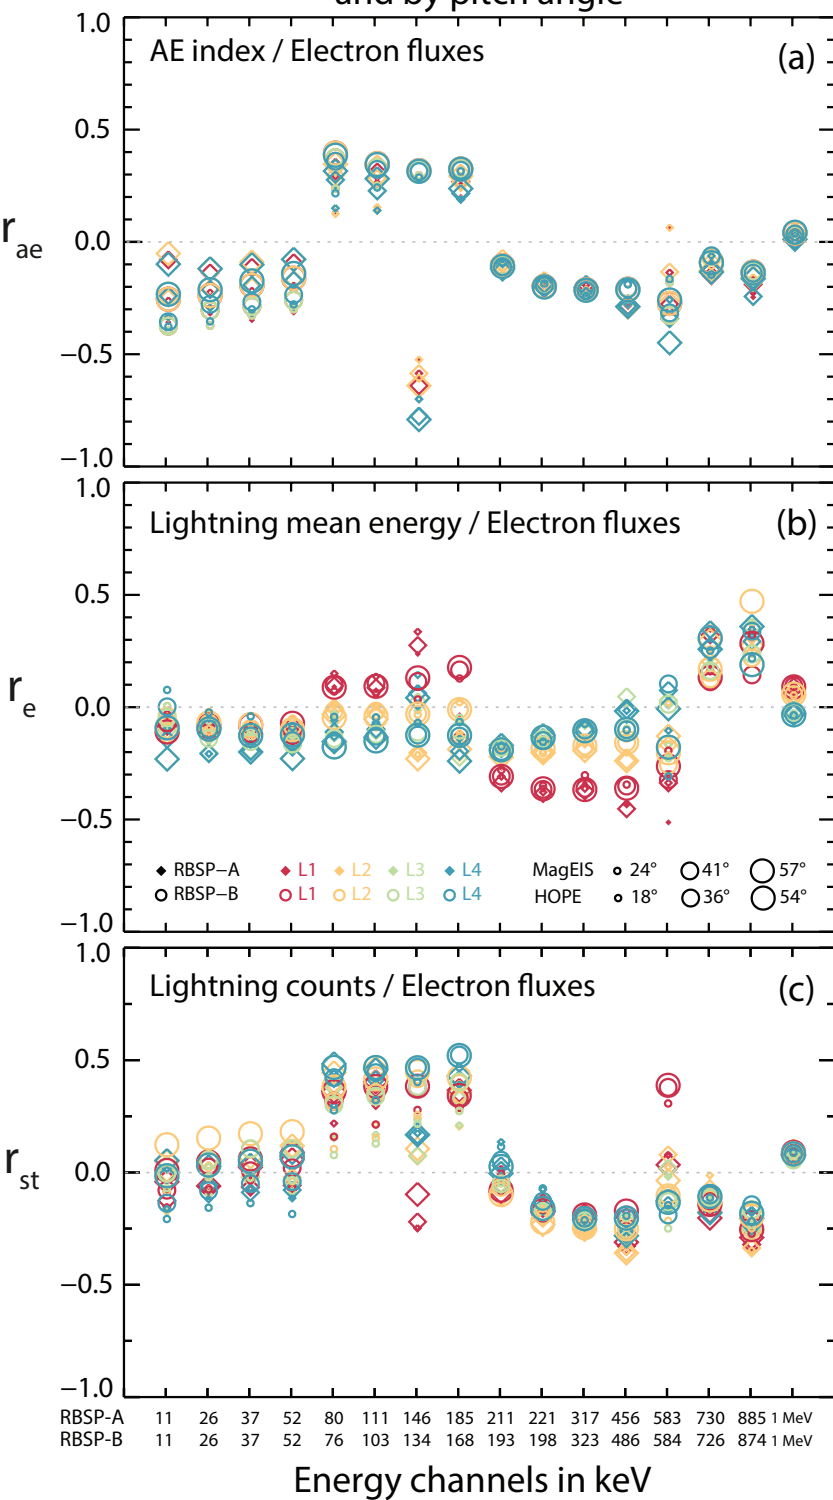 and by pitch angle
1.0
AE index / Electron fluxes
(a)
0.5
r_ae
0.0
−0.5
−1.0
1.0
Lightning mean energy / Electron fluxes
(b)
0.5
r_e
0.0
−0.5
RBSP−A L1 L2 L3 L4 MagEIS 24° 41° 57°
RBSP−B L1 L2 L3 L4 HOPE 18° 36° 54°
−1.0
1.0
Lightning counts / Electron fluxes
(c)
0.5
r_st
0.0
−0.5
−1.0
RBSP-A 11 26 37 52 80 111 146 185 211 221 317 456 583 730 885 1 MeV
RBSP-B 11 26 37 52 76 103 134 168 193 198 323 486 584 726 874 1 MeV
Energy channels in keV